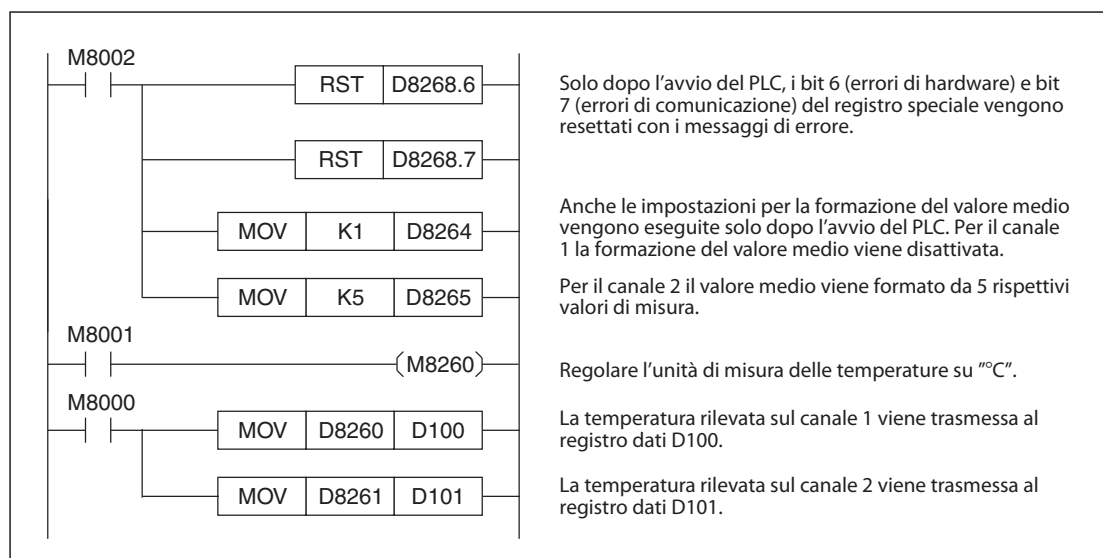 M8002
RST D8268.6
Solo dopo l'avvio del PLC, i bit 6 (errori di hardware) e bit
7 (errori di comunicazione) del registro speciale vengono
resettati con i messaggi di errore.
RST D8268.7
Anche le impostazioni per la formazione del valore medio
vengono eseguite solo dopo l'avvio del PLC. Per il canale
1 la formazione del valore medio viene disattivata.
MOV K1 D8264
Per il canale 2 il valore medio viene formato da 5 rispettivi
valori di misura.
MOV K5 D8265
M8001
M8260
Regolare l'unità di misura delle temperature su "°C".
M8000
MOV D8260 D100
La temperatura rilevata sul canale 1 viene trasmessa al
registro dati D100.
MOV D8261 D101
La temperatura rilevata sul canale 2 viene trasmessa al
registro dati D101.